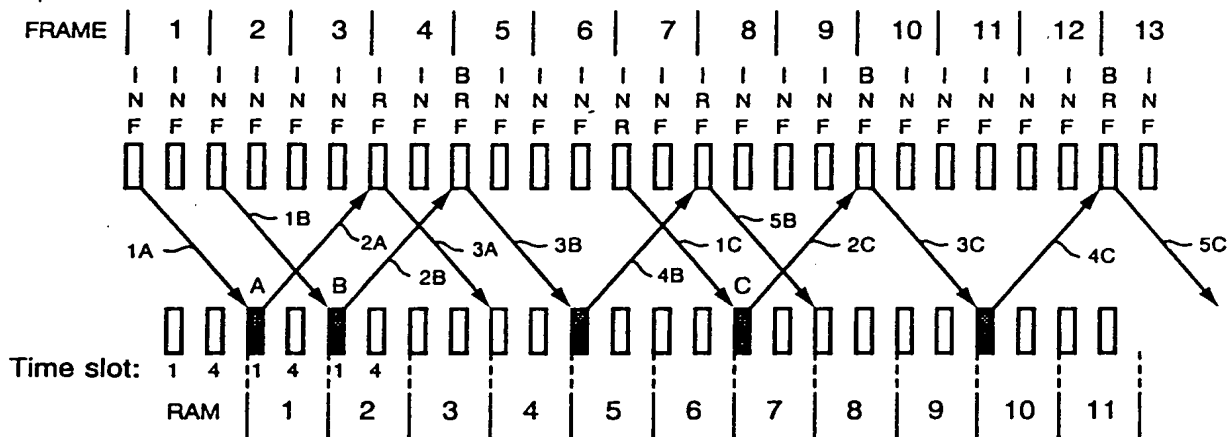 FRAME 1 2 3 4 5 6 7 8 9 10 11 12 13
I I I I I I I I B I I I I I I I I I B I I I I I B I
N N N N N N R N R N N N N N R N N N N N N N N N R N
F F F F F F F F F F F F R F F F F F F F F F F F F F
1A 1B 2A 2B 3A 3B 4B 1C 5B 2C 3C 4C 5C
A B C
Time slot: 1 4 1 4 1 4
RAM 1 2 3 4 5 6 7 8 9 10 11